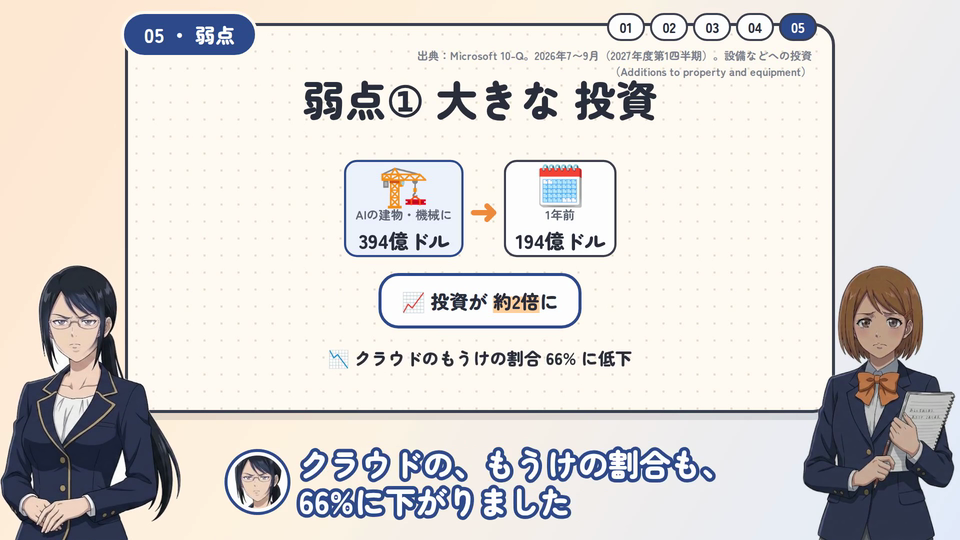 05 ・ 弱点
01 02 03 04 05
出典：Microsoft 10-Q。2026年7〜9月（2027年度第1四半期）。設備などへの投資
（Additions to property and equipment）
弱点① 大きな 投資
AIの建物・機械に
394億ドル
1年前
194億ドル
投資が 約2倍に
クラウドのもうけの割合 66% に低下
クラウドの、もうけの割合も、
66%に下がりました